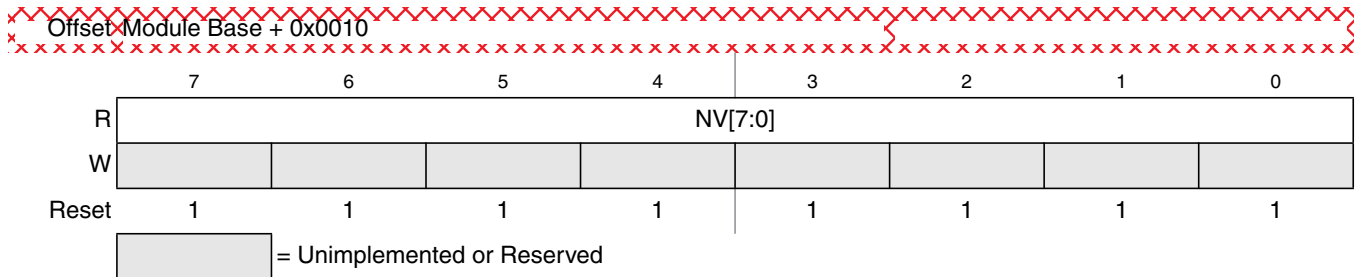 Offset Module Base + 0x0010
7 6 5 4 3 2 1 0
R NV[7:0]
W
Reset 1 1 1 1 1 1 1 1
= Unimplemented or Reserved